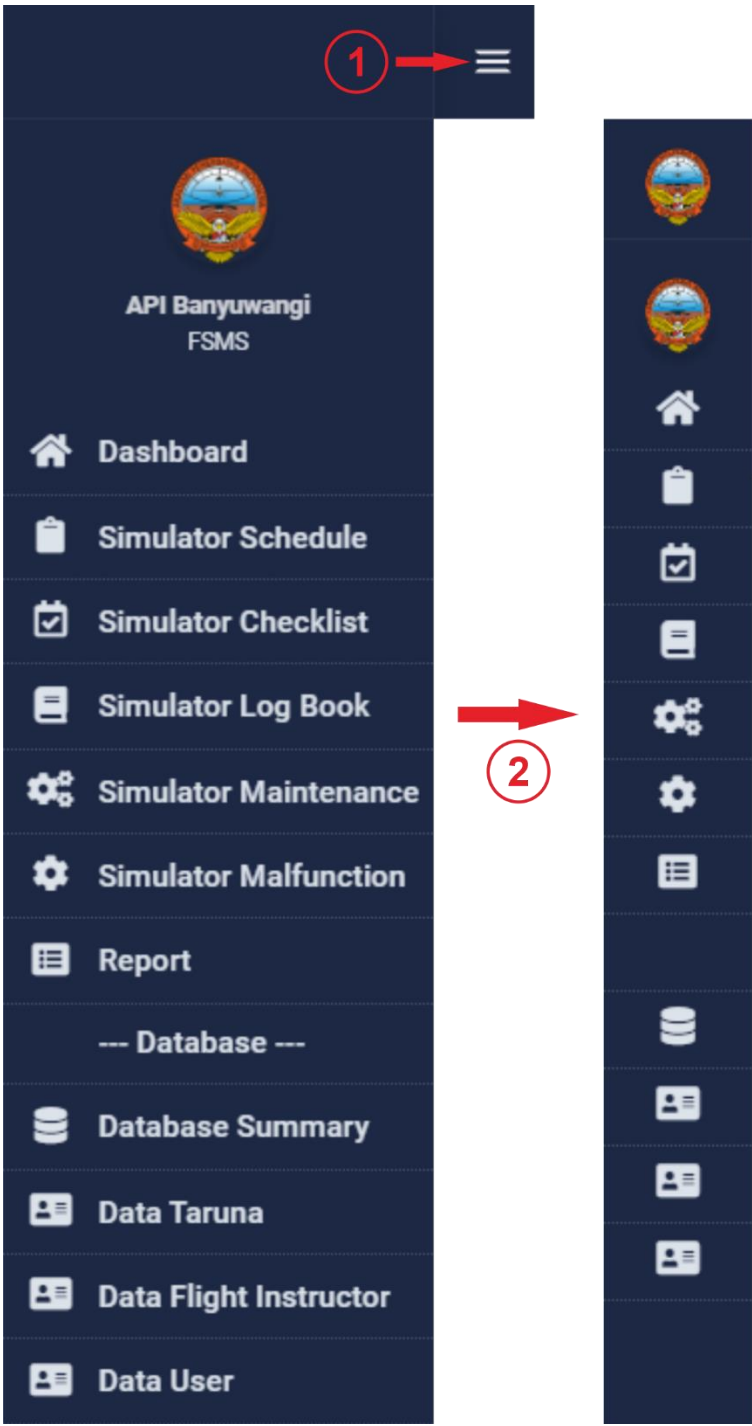 1
API Banyuwangi
FSMS
Dashboard
Simulator Schedule
Simulator Checklist
Simulator Log Book
Simulator Maintenance
Simulator Malfunction
Report
--- Database ---
Database Summary
Data Taruna
Data Flight Instructor
Data User
2